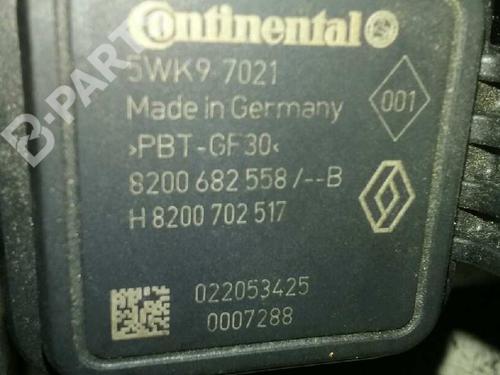 Continental
5WK9 7021
Made in Germany
001
>PBT-GF30<
8200 682 558 /--B
H 8200 702 517
022053425
0007288
B-PARTS